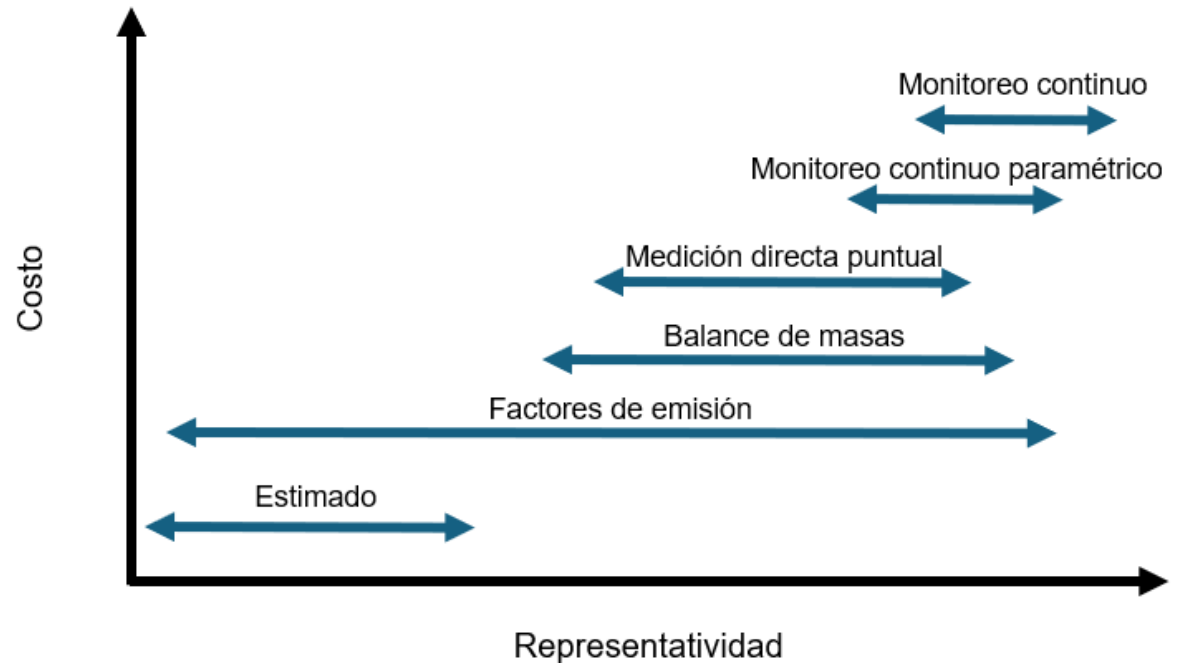 Monitoreo continuo
Monitoreo continuo paramétrico
Medición directa puntual
Balance de masas
Factores de emisión
Estimado
Costo
Representatividad